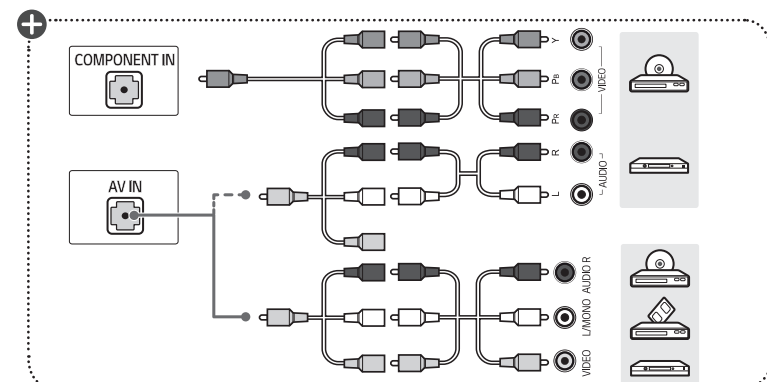 COMPONENT IN
Y
PB
PR
VIDEO
AV IN
R
L
AUDIO
AUDIO R
L/MONO
VIDEO